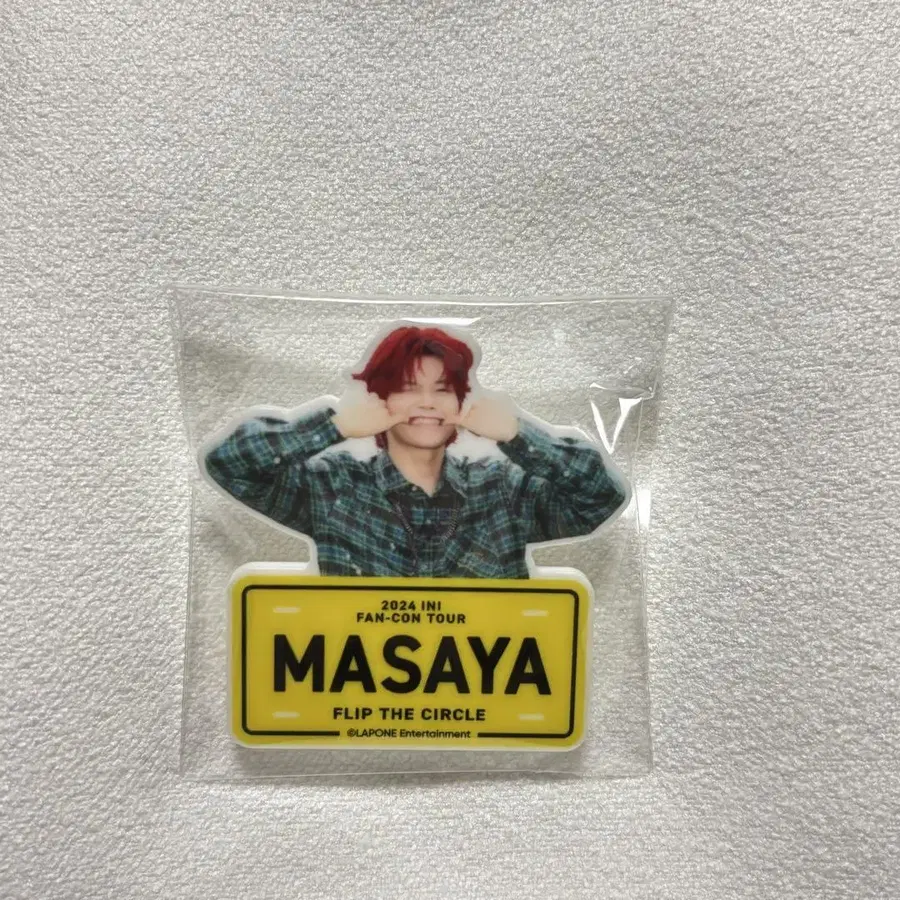 2024 INI
FAN-CON TOUR
MASAYA
FLIP THE CIRCLE
©LAPONE Entertainment